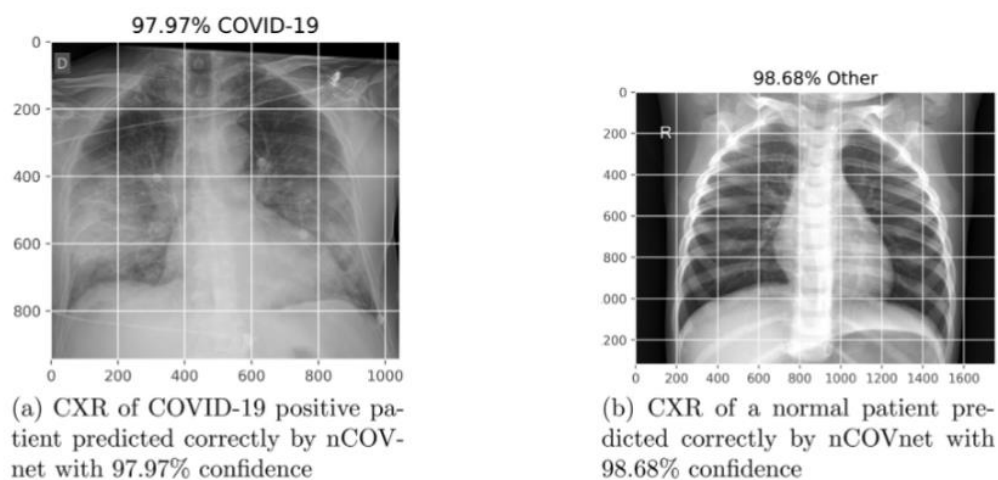 97.97% COVID-19
0
200
400
600
800
D
0 200 400 600 800 1000
(a) CXR of COVID-19 positive pa-
tient predicted correctly by nCOV-
net with 97.97% confidence
98.68% Other
0
200
400
600
800
000
200
R
0 200 400 600 800 1000 1200 1400 1600
(b) CXR of a normal patient pre-
dicted correctly by nCOVnet with
98.68% confidence